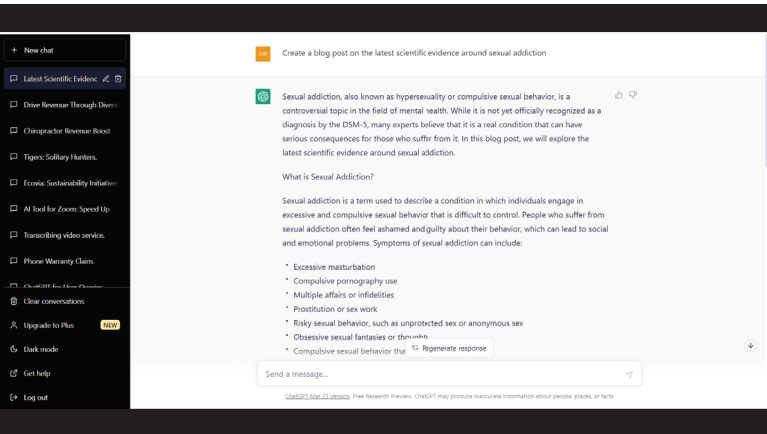 New chat
Latest Scientific Evidenc
Drive Revenue Through Divers
Chiropractor Revenue Boost
Tigers: Solitary Hunters.
Ecovia: Sustainability Initiatives
AI Tool for Zoom: Speed Up
Transcribing video service.
Phone Warranty Claim.
ChatGPT for User Queries
Clear conversations
Upgrade to Plus NEW
Dark mode
Get help
Log out
Create a blog post on the latest scientific evidence around sexual addiction
Sexual addiction, also known as hypersexuality or compulsive sexual behavior, is a
controversial topic in the field of mental health. While it is not yet officially recognized as a
diagnosis by the DSM-5, many experts believe that it is a real condition that can have
serious consequences for those who suffer from it. In this blog post, we will explore the
latest scientific evidence around sexual addiction.
What is Sexual Addiction?
Sexual addiction is a term used to describe a condition in which individuals engage in
excessive and compulsive sexual behavior that is difficult to control. People who suffer from
sexual addiction often feel ashamed and guilty about their behavior, which can lead to social
and emotional problems. Symptoms of sexual addiction can include:
• Excessive masturbation
• Compulsive pornography use
• Multiple affairs or infidelities
• Prostitution or sex work
• Risky sexual behavior, such as unprotected sex or anonymous sex
• Obsessive sexual fantasies or thoughts
• Compulsive sexual behavior tha
Regenerate response
Send a message...
ChatGPT Mar 23 Version. Free Research Preview. ChatGPT may produce inaccurate information about people, places, or facts